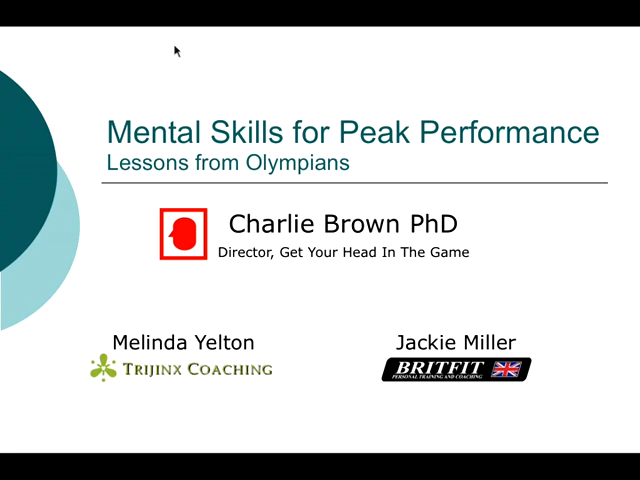 Mental Skills for Peak Performance
Lessons from Olympians
Charlie Brown PhD
Director, Get Your Head In The Game
Melinda Yelton
Jackie Miller
TRIJINX COACHING
BRITFIT
PERSONAL TRAINING AND COACHING